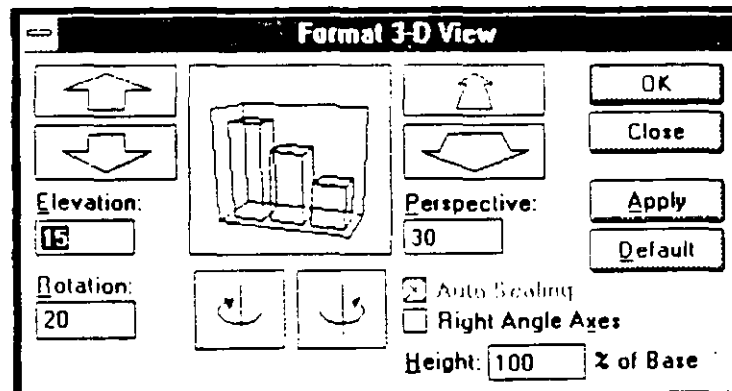 Format 3-D View
OK
Close
Elevation:
15
Perspective:
30
Apply
Default
Rotation:
20
Auto Scaling
Right Angle Axes
Height: 100 % of Base